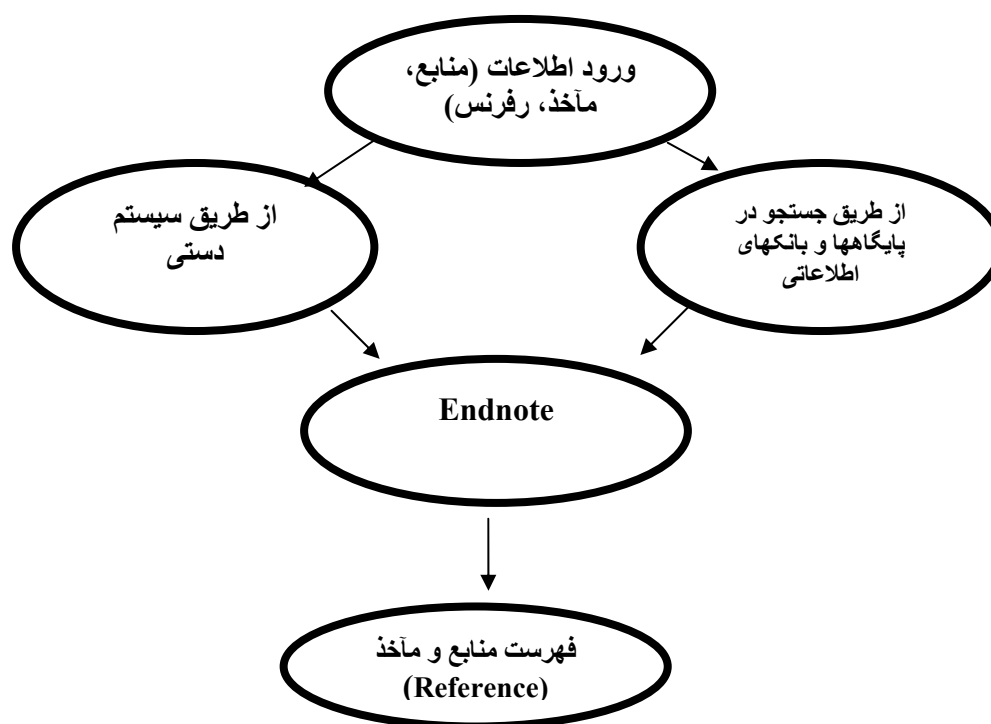 ورود اطلاعات (منابع،
مآخذ، رفرنس)
از طریق جستجو در
پایگاهها و بانکهای
اطلاعاتی
از طریق سیستم
دستی
Endnote
فهرست منابع و مآخذ
(Reference)